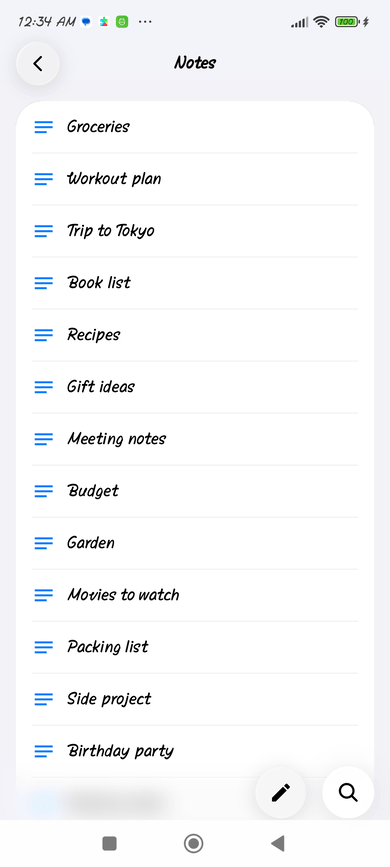 12:34 AM
100
Notes
Groceries
Workout plan
Trip to Tokyo
Book list
Recipes
Gift ideas
Meeting notes
Budget
Garden
Movies to watch
Packing list
Side project
Birthday party